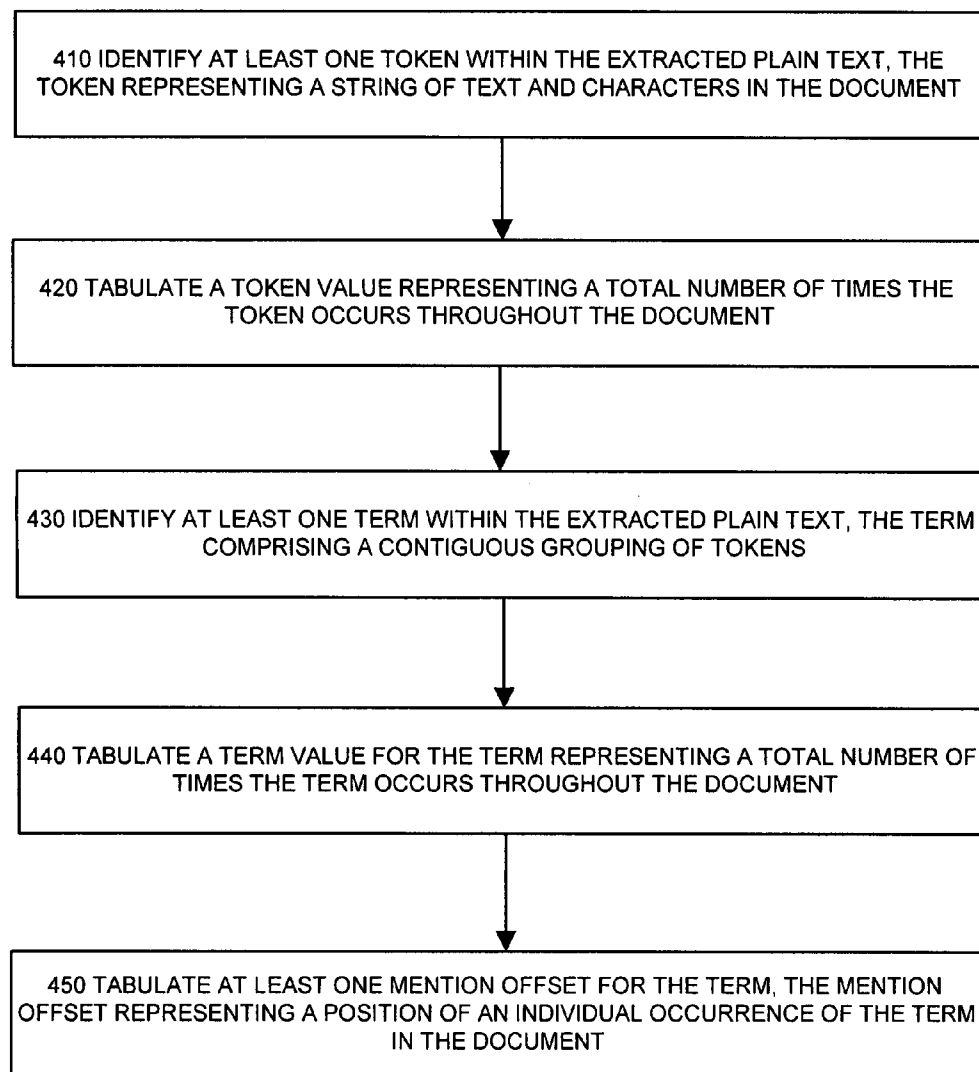 410 IDENTIFY AT LEAST ONE TOKEN WITHIN THE EXTRACTED PLAIN TEXT, THE
TOKEN REPRESENTING A STRING OF TEXT AND CHARACTERS IN THE DOCUMENT
420 TABULATE A TOKEN VALUE REPRESENTING A TOTAL NUMBER OF TIMES THE
TOKEN OCCURS THROUGHOUT THE DOCUMENT
430 IDENTIFY AT LEAST ONE TERM WITHIN THE EXTRACTED PLAIN TEXT, THE TERM
COMPRISING A CONTIGUOUS GROUPING OF TOKENS
440 TABULATE A TERM VALUE FOR THE TERM REPRESENTING A TOTAL NUMBER OF
TIMES THE TERM OCCURS THROUGHOUT THE DOCUMENT
450 TABULATE AT LEAST ONE MENTION OFFSET FOR THE TERM, THE MENTION
OFFSET REPRESENTING A POSITION OF AN INDIVIDUAL OCCURRENCE OF THE TERM
IN THE DOCUMENT